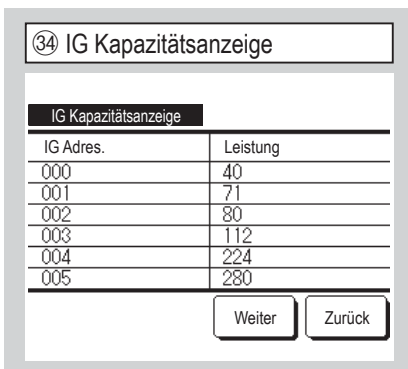 ㉞ IG Kapazitätsanzeige
IG Kapazitätsanzeige
IG Adres. Leistung
000 40
001 71
002 80
003 112
004 224
005 280
Weiter Zurück